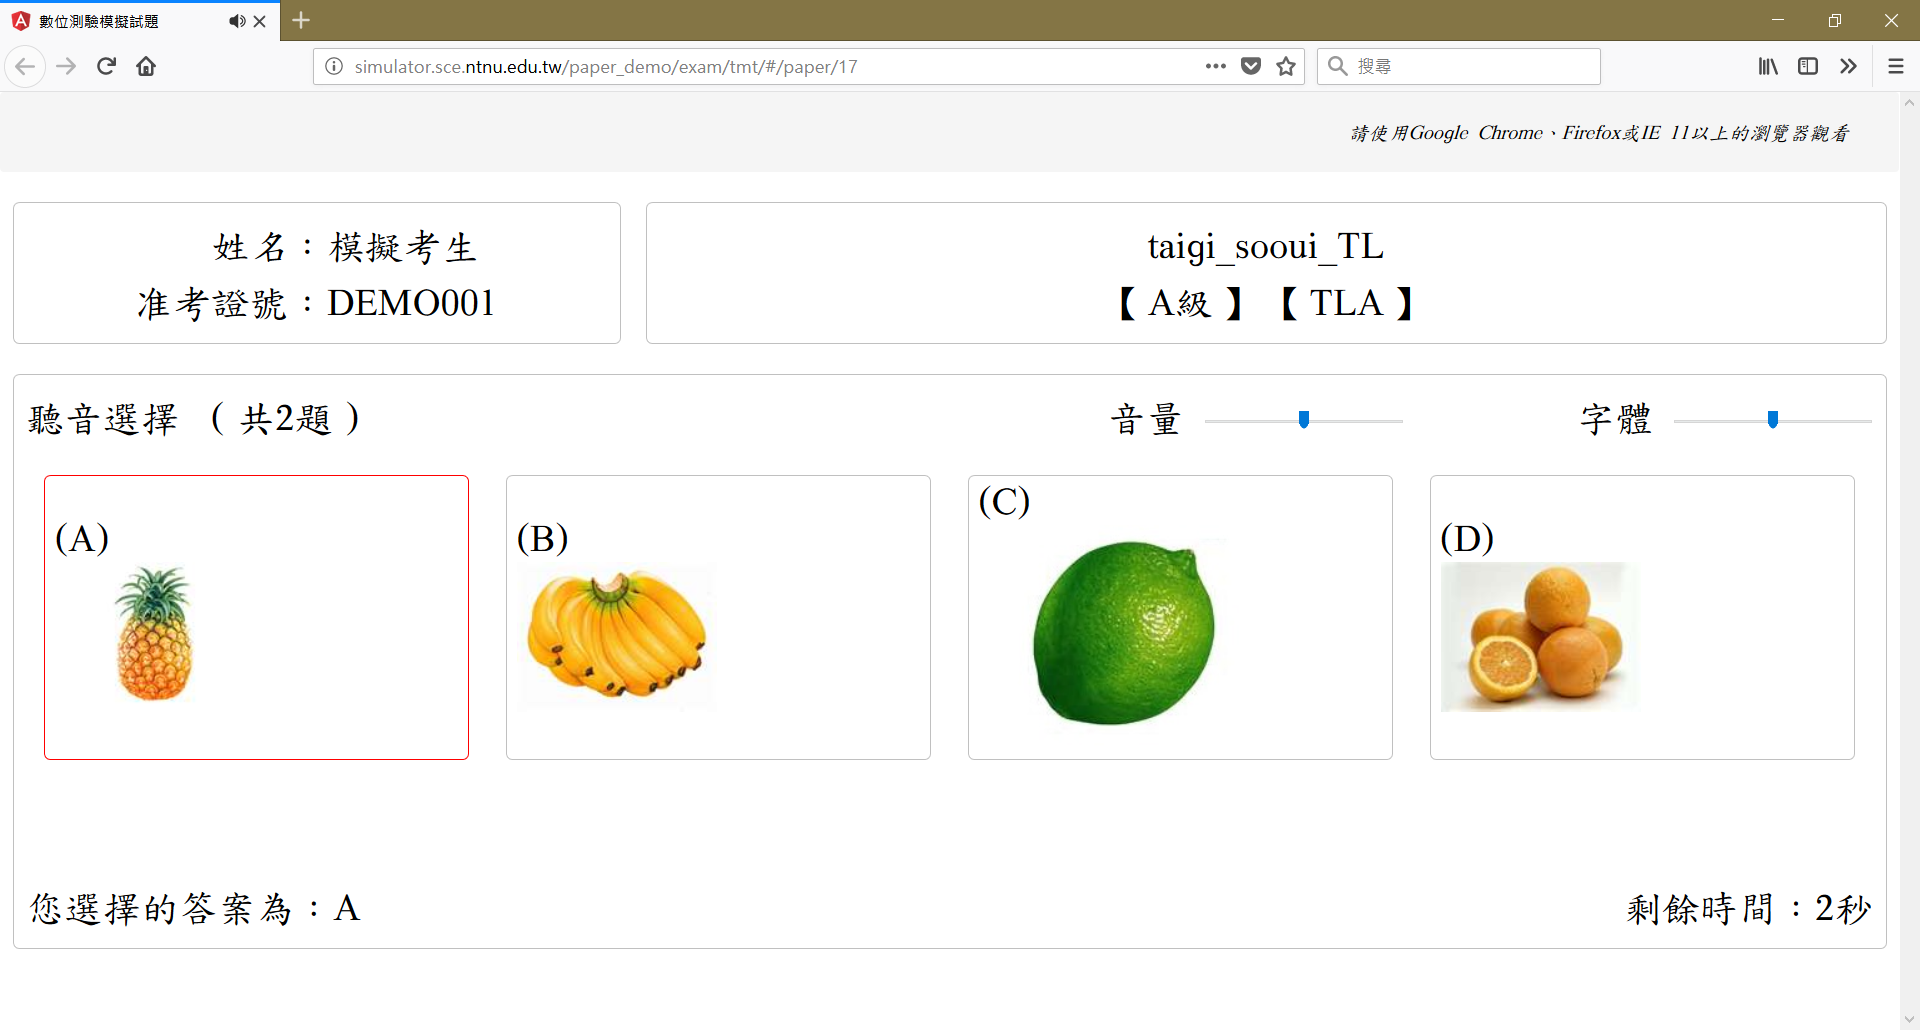 數位測驗模擬試題
simulator.sce.ntnu.edu.tw/paper_demo/exam/tmt/#/paper/17
搜尋
請使用Google Chrome、Firefox或IE 11以上的瀏覽器觀看
姓名：模擬考生
准考證號：DEMO001
taigi_sooui_TL
【 A級 】【 TLA 】
聽音選擇 （ 共2題 ）
音量
字體
(A)
(B)
(C)
(D)
您選擇的答案為：A
剩餘時間：2秒